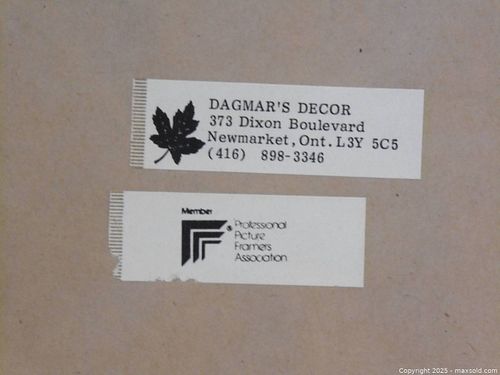 DAGMAR'S DECOR
373 Dixon Boulevard
Newmarket, Ont. L3Y 5C5
(416) 898-3346
Member
Professional
Picture
Framers
Association
Copyright 2025 - maxsold.com